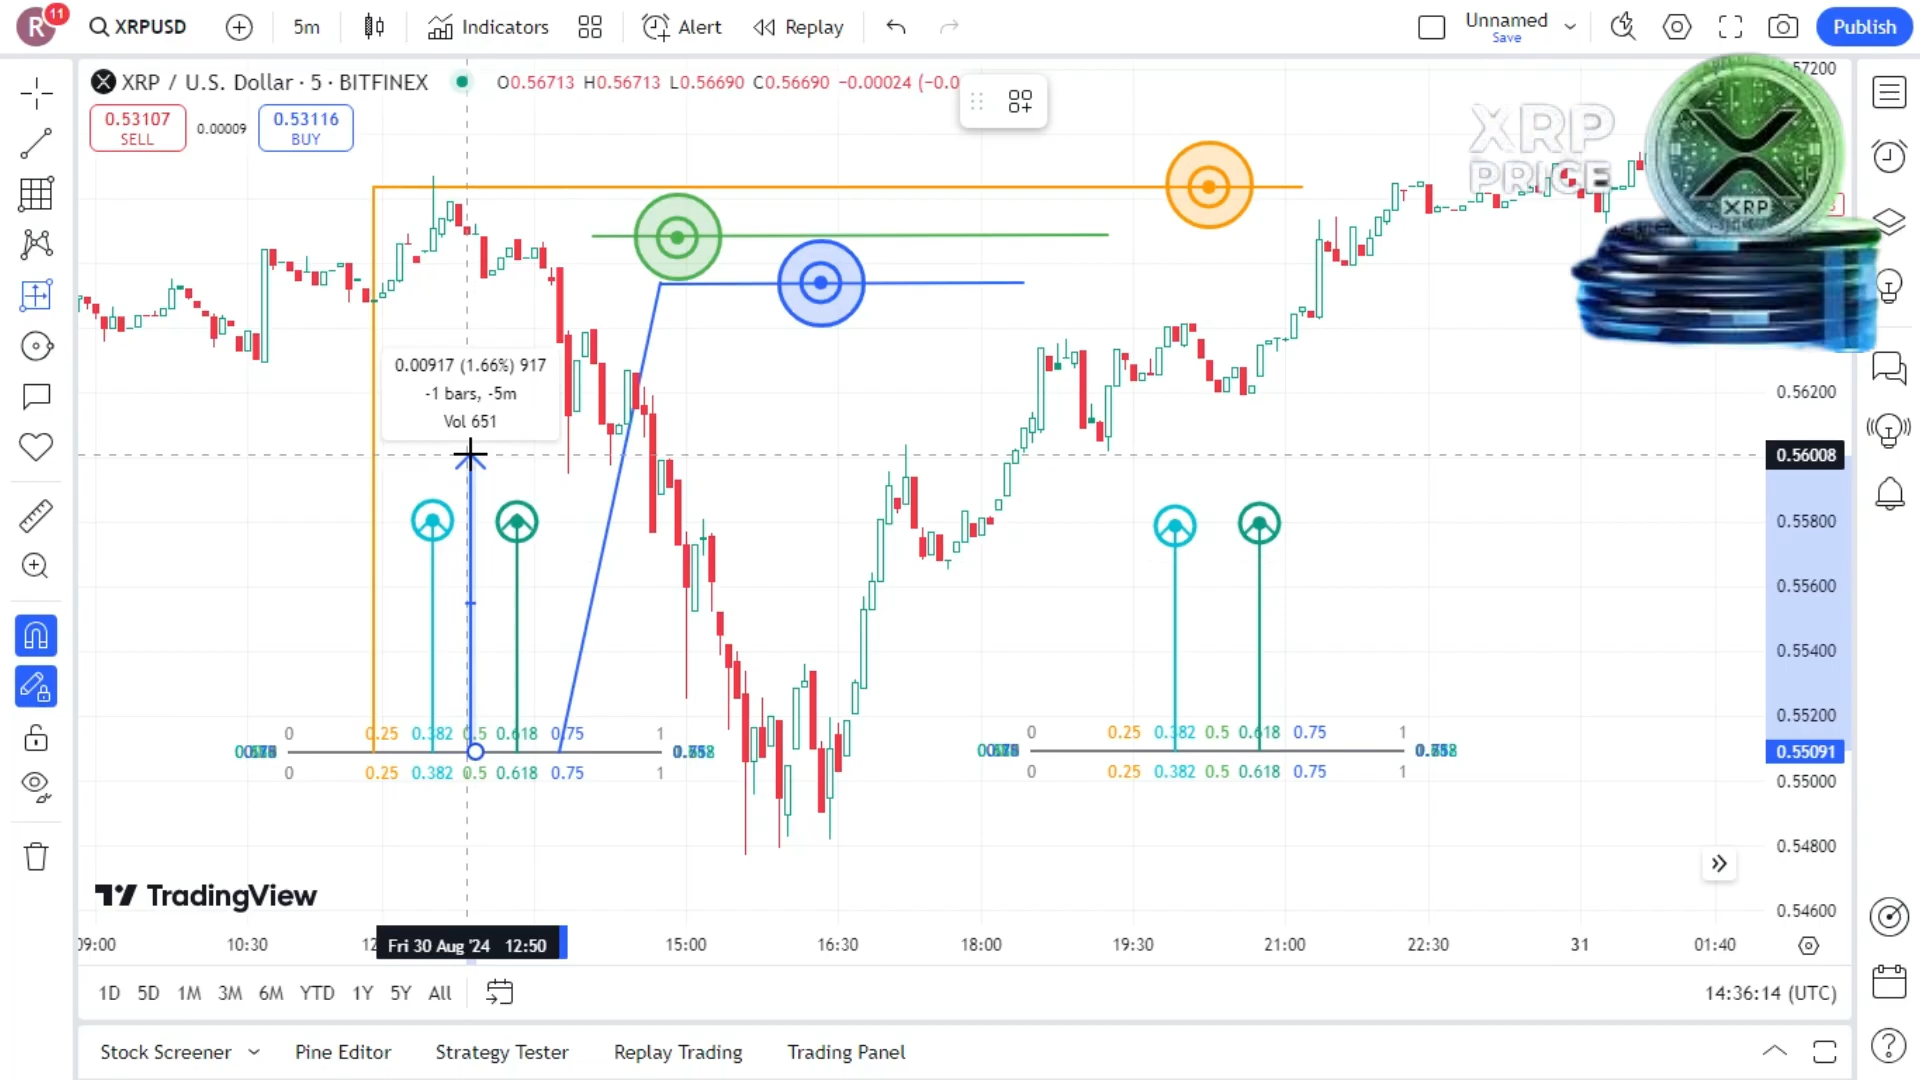 R 11 XRPUSD 5m Indicators Alert Replay Unnamed Publish
Save
XRP / U.S. Dollar · 5 · BITFINEX O0.56713 H0.56713 L0.56690 C0.56690 −0.00024 (−0.0
0.53107 0.00009 0.53116
SELL BUY
XRP
PRICE
XRP
0.00917 (1.66%) 917
-1 bars, -5m
Vol 651
57200
0.56200
0.56008
0.55800
0.55600
0.55400
0.55200
0.55091
0.55000
0.54800
0.54600
0 0.25 0.382 0.5 0.618 0.75 1
0 0.25 0.382 0.5 0.618 0.75 1
0 0.25 0.382 0.5 0.618 0.75 1
0 0.25 0.382 0.5 0.618 0.75 1
TradingView
09:00 10:30 12 Fri 30 Aug '24 12:50 15:00 16:30 18:00 19:30 21:00 22:30 31 01:40
1D 5D 1M 3M 6M YTD 1Y 5Y All 14:36:14 (UTC)
Stock Screener Pine Editor Strategy Tester Replay Trading Trading Panel